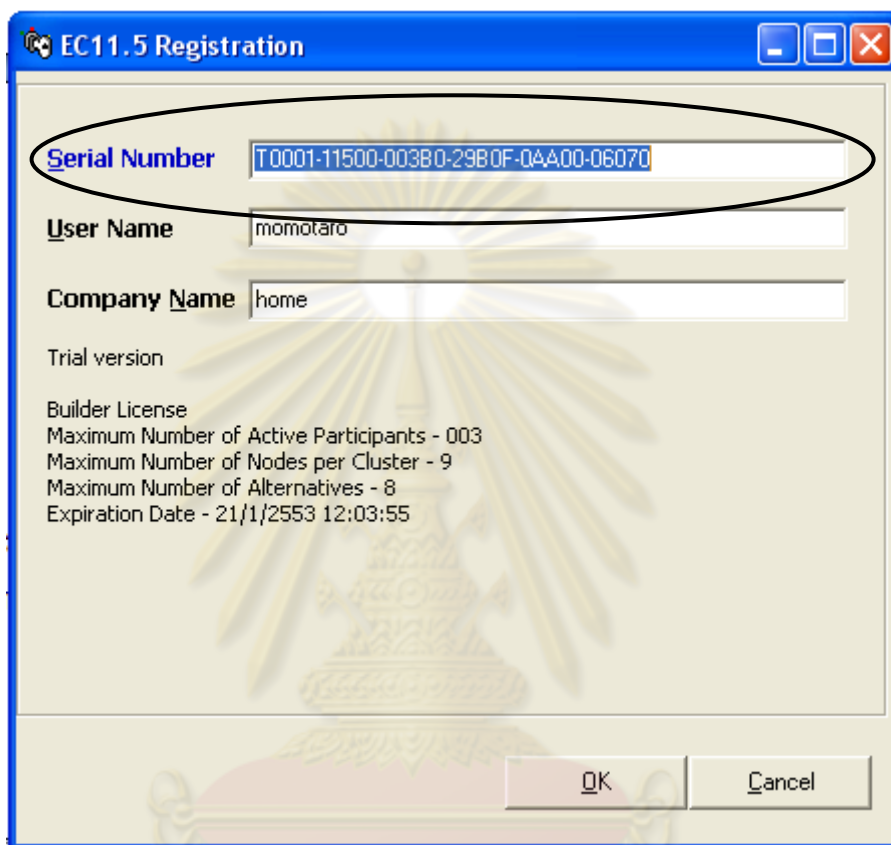 EC11.5 Registration
Serial Number T0001-11500-003B0-29B0F-0AA00-06070
User Name momotaro
Company Name home
Trial version
Builder License
Maximum Number of Active Participants - 003
Maximum Number of Nodes per Cluster - 9
Maximum Number of Alternatives - 8
Expiration Date - 21/1/2553 12:03:55
OK Cancel